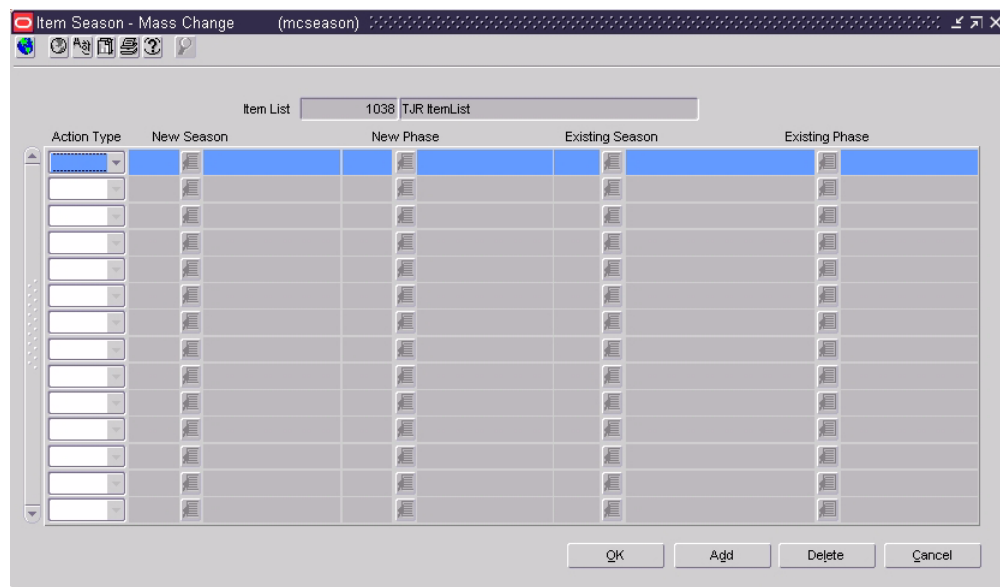 Item Season - Mass Change (mcseason)
Item List 1038 TJR ItemList
Action Type New Season New Phase Existing Season Existing Phase
OK Add Delete Cancel